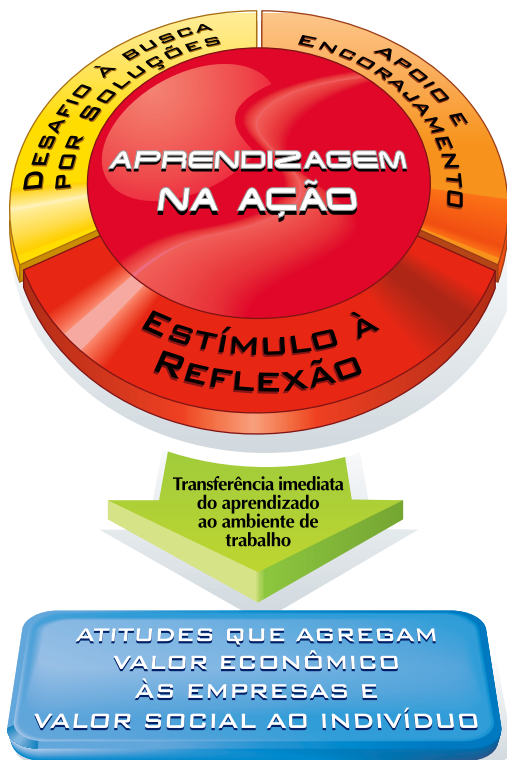 DESAFIO À BUSCA
POR SOLUÇÕES
APOIO E
ENCORAJAMENTO
APRENDIZAGEM
NA AÇÃO
ESTÍMULO À
REFLEXÃO
Transferência imediata
do aprendizado
ao ambiente de
trabalho
ATITUDES QUE AGREGAM
VALOR ECONÔMICO
ÀS EMPRESAS E
VALOR SOCIAL AO INDIVÍDUO